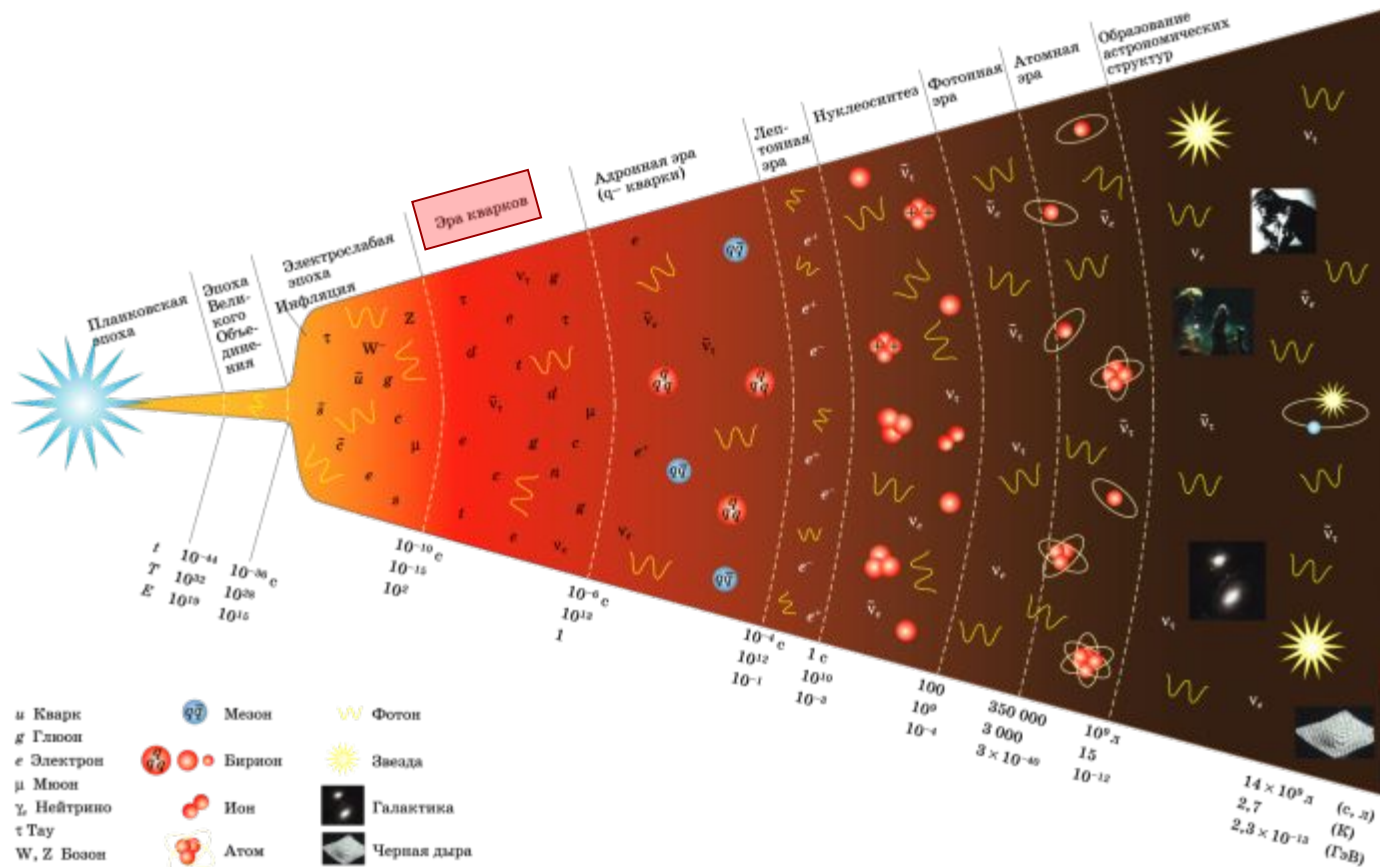 Планковская
эпоха
Эпоха
Вели-
кого
Объе-
дине-
ния
Электрослабая
эпоха
Инфляция
Эра кварков
Адронная эра
(q– кварки)
Леп-
тонная
эра
Нуклеосинтез
Фотонная
эра
Атомная
эра
Образование
астрономических
структур
t 10⁻⁴⁴ 10⁻³⁶ с
T 10³² 10²⁸
E 10¹⁹ 10¹⁵
10⁻¹⁰ с
10⁻¹⁵
10²
10⁻⁶ с
10¹²
1
10⁻⁴ с
10¹²
10⁻¹
1 с
10¹⁰
10⁻³
100
10⁹
10⁻⁴
350 000
3 000
3 × 10⁻⁴⁰
10⁹ л
15
10⁻¹²
14 × 10⁹ л (с, л)
2,7 (К)
2,3 × 10⁻¹³ (ГэВ)
u Кварк
g Глюон
e Электрон
μ Мюон
γₑ Нейтрино
τ Тау
W, Z Бозон
qq̄ Мезон
q qq Бирион
Ион
Атом
Фотон
Звезда
Галактика
Черная дыра